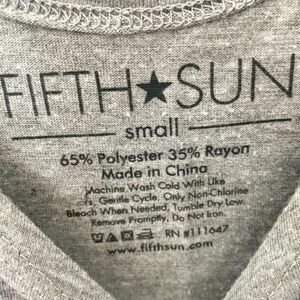 FIFTH★SUN
small
65% Polyester 35% Rayon
Made in China
Machine Wash Cold With Like
rs, Gentle Cycle, Only Non-Chlorine
Bleach When Needed, Tumble Dry Low.
Remove Promptly, Do Not Iron.
RN #111647
www.fifthsun.com